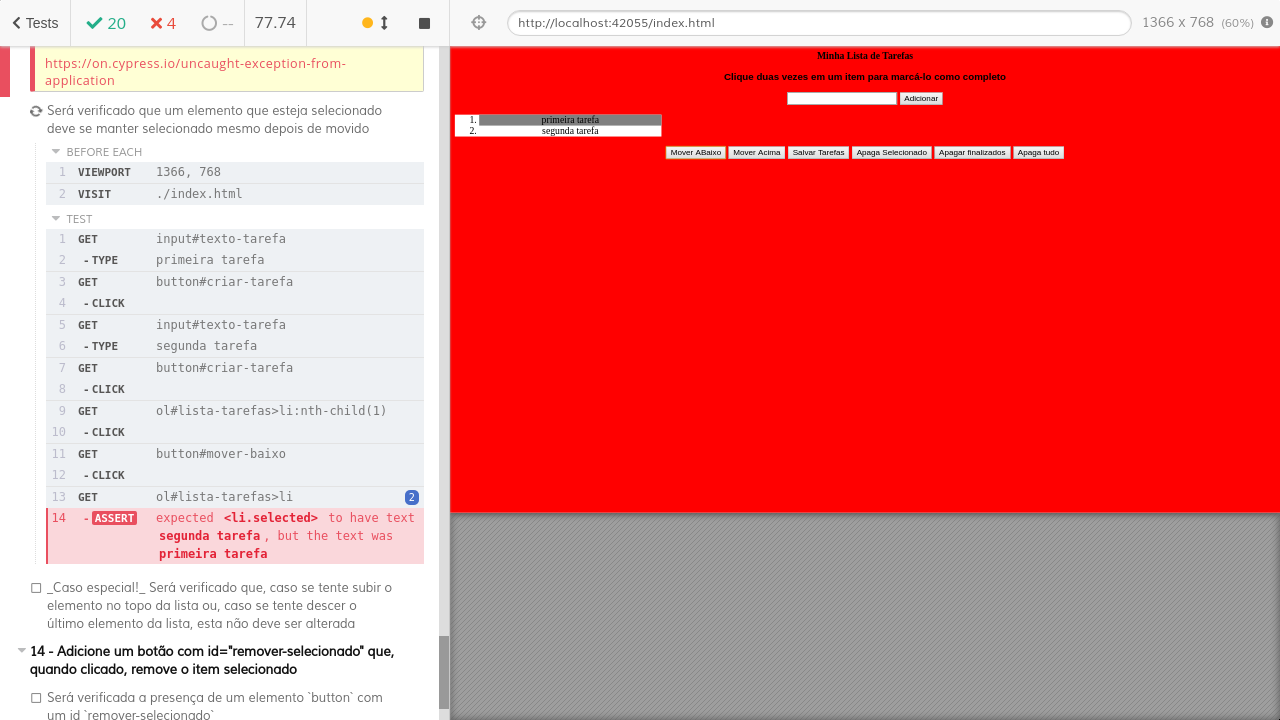 Tests 20 4 -- 77.74 http://localhost:42055/index.html 1366 x 768 (60%)
application
Será verificado que um elemento que esteja selecionado
deve se manter selecionado mesmo depois de movido
BEFORE EACH
1 VIEWPORT 1366, 768
2 VISIT ./index.html
TEST
1 GET input#texto-tarefa
2 - TYPE primeira tarefa
3 GET button#criar-tarefa
4 - CLICK
5 GET input#texto-tarefa
6 - TYPE segunda tarefa
7 GET button#criar-tarefa
8 - CLICK
9 GET ol#lista-tarefas>li:nth-child(1)
10 - CLICK
11 GET button#mover-baixo
12 - CLICK
13 GET ol#lista-tarefas>li 2
14 - ASSERT expected <li.selected> to have text
segunda tarefa, but the text was
primeira tarefa
_Caso especial!_ Será verificado que, caso se tente subir o
elemento no topo da lista ou, caso se tente descer o
último elemento da lista, esta não deve ser alterada
14 - Adicione um botão com id="remover-selecionado" que,
quando clicado, remove o item selecionado
Será verificada a presença de um elemento `button` com
um id `remover-selecionado`
Minha Lista de Tarefas
Clique duas vezes em um item para marcá-lo como completo
Adicionar
1. primeira tarefa
2. segunda tarefa
Mover ABaixo Mover Acima Salvar Tarefas Apaga Selecionado Apagar finalizados Apaga tudo